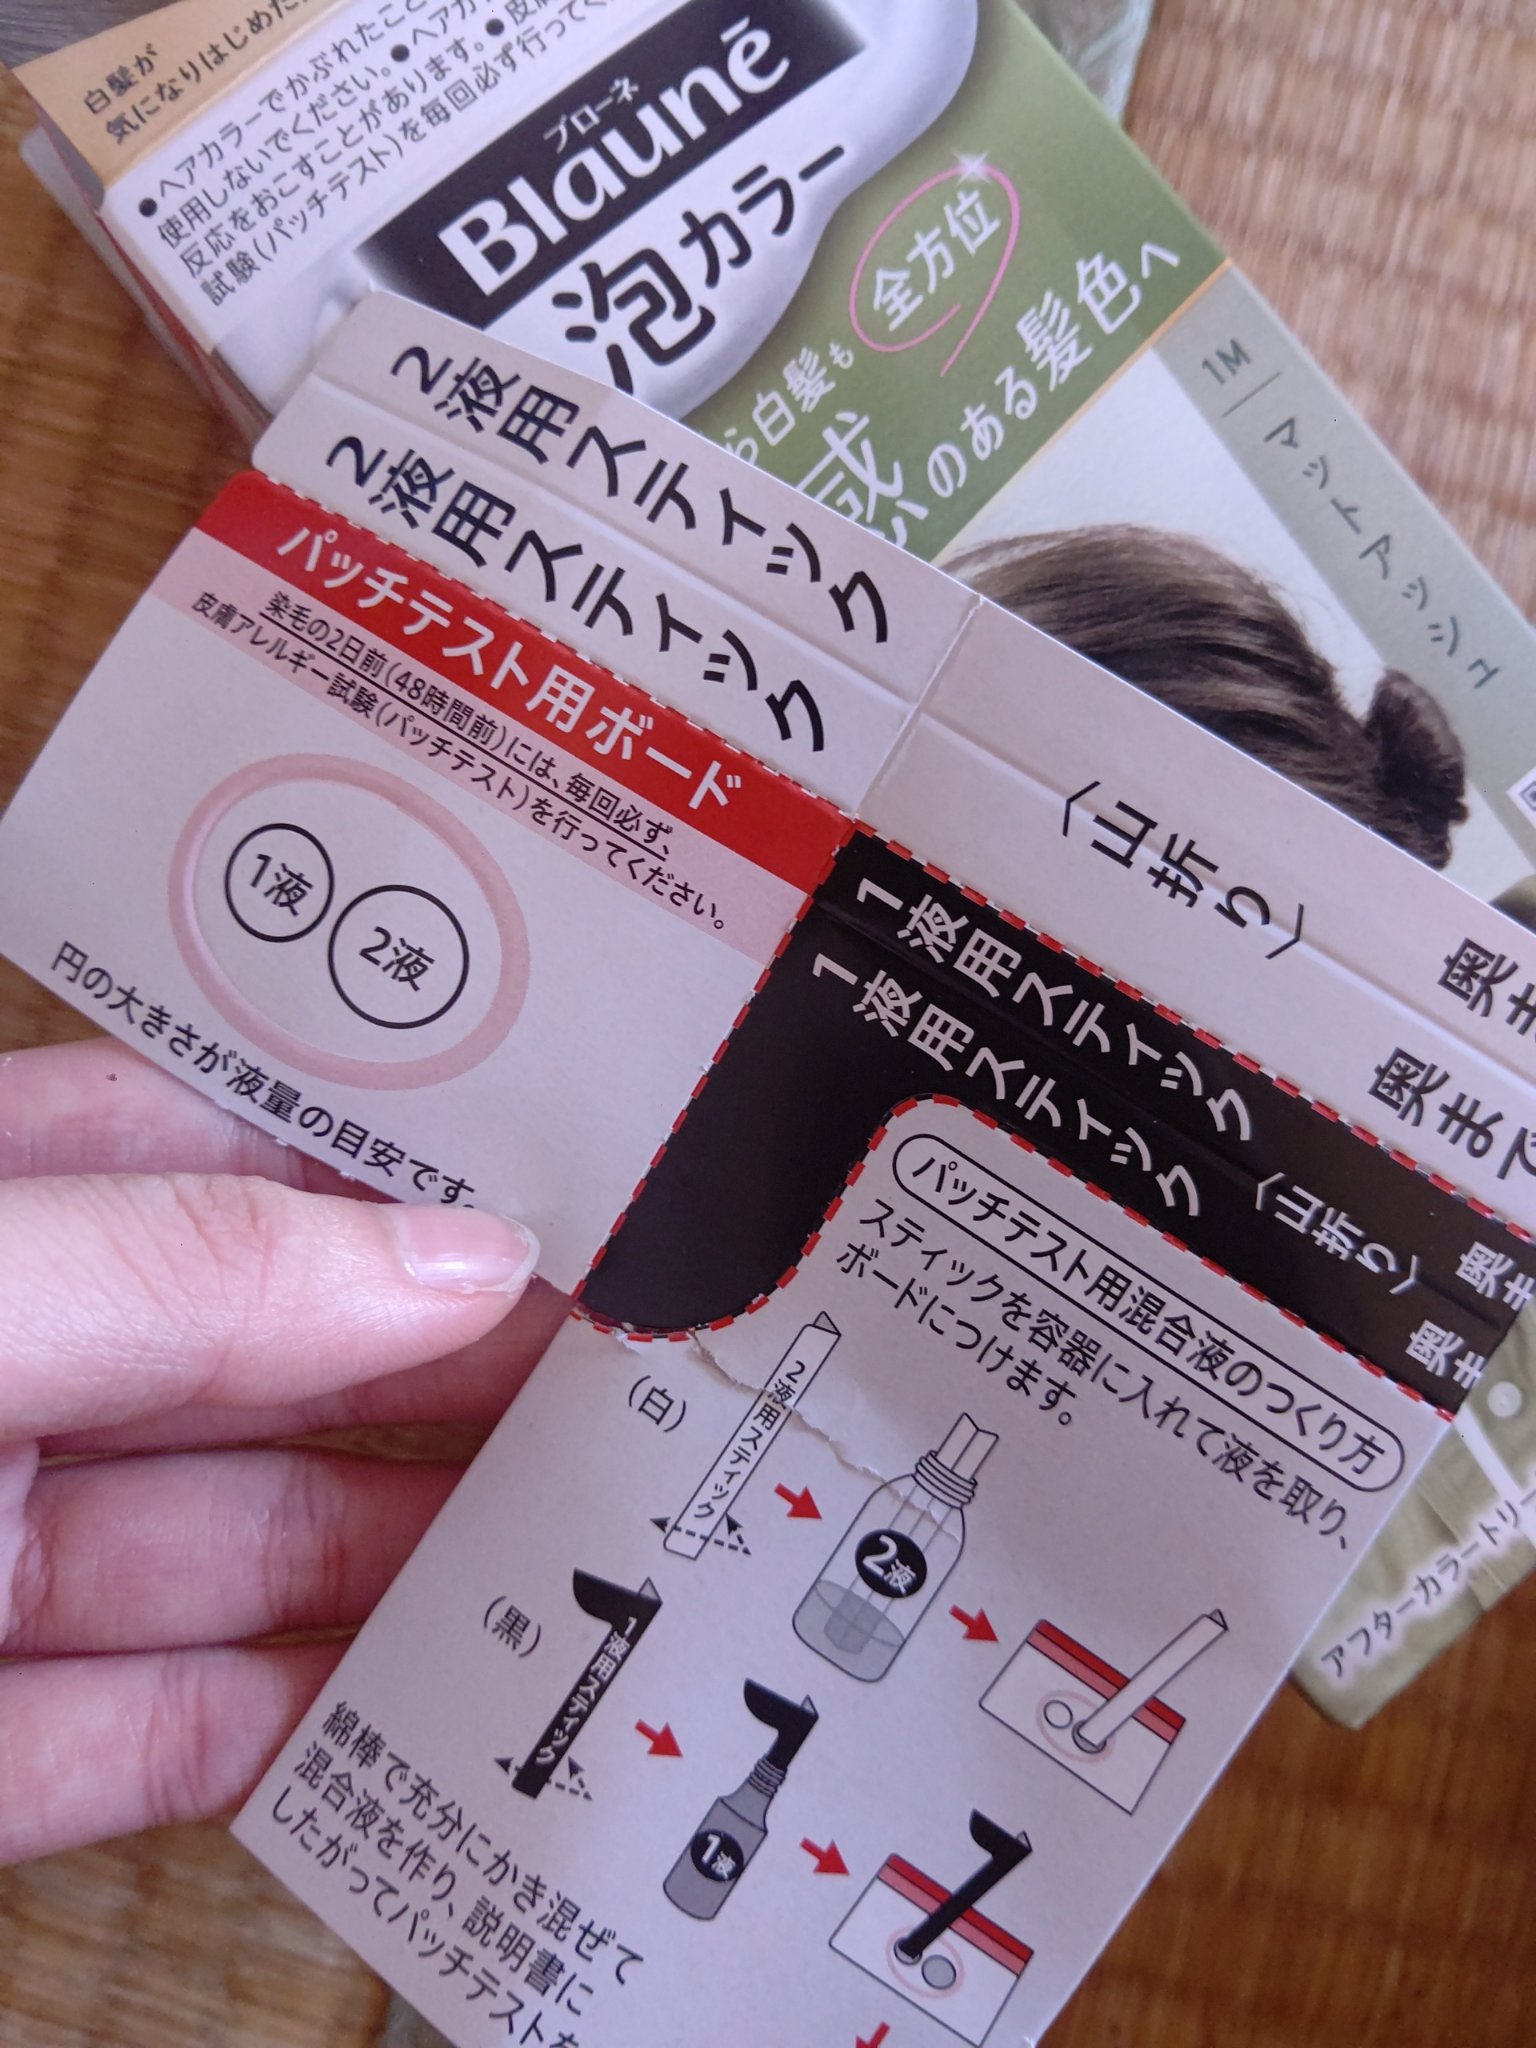 白髪が
気になりはじめた
●ヘアカラーでかぶれたこと
使用しないでください。●ヘアカ
反応をおこすことがあります。●皮膚
試験(パッチテスト)を毎回必ず行ってく
ブローネ
Blaunē
泡カラー
全方位
ら白髪も
感いのある髪色へ
1M
マットアッシュ
2液用スティック
2液用スティック
〈山折り〉
奥ま
奥まで
パッチテスト用ボード
染毛の2日前(48時間前)には、毎回必ず、
皮膚アレルギー試験(パッチテスト)を行ってください。
1液
2液
円の大きさが液量の目安です。
1液用スティック
1液用スティック
〈山折り〉
奥ま
奥ま
パッチテスト用混合液のつくり方
スティックを容器に入れて液を取り、
ボードにつけます。
(白)
2液用スティック
2液
(黒)
1液用スティック
1液
綿棒で充分にかき混ぜて
混合液を作り、説明書に
したがってパッチテストを
アフターカラートリー